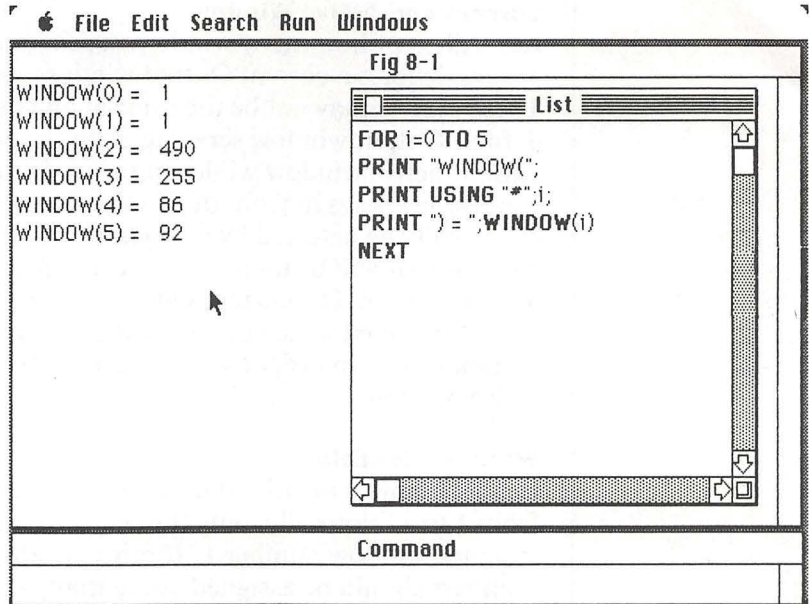 File Edit Search Run Windows
Fig 8-1
WINDOW(0) = 1
WINDOW(1) = 1
WINDOW(2) = 490
WINDOW(3) = 255
WINDOW(4) = 86
WINDOW(5) = 92
List
FOR i=0 TO 5
PRINT "WINDOW(";
PRINT USING "#";i;
PRINT ") = ";WINDOW(i)
NEXT
Command